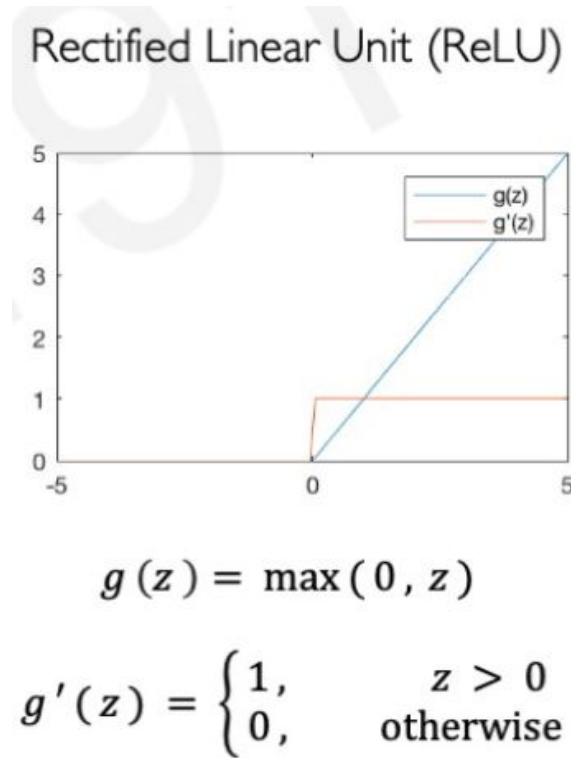 Rectified Linear Unit (ReLU)
5
4
3
2
1
0
g(z)
g'(z)
-5
0
5
g (z) = max ( 0 , z )
g ′ ( z ) = { 1, z > 0
0, otherwise